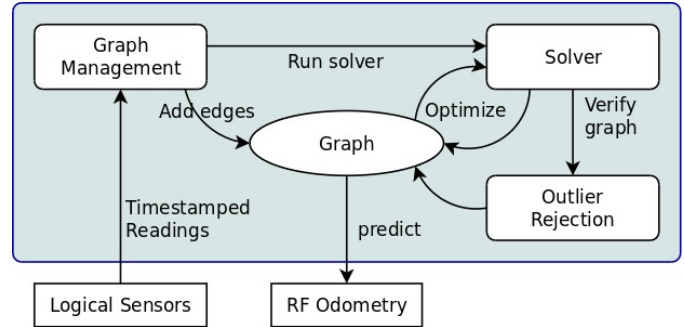 Graph
Management
Run solver
Solver
Add edges
Optimize
Verify
graph
Graph
Timestamped
Readings
predict
Outlier
Rejection
Logical Sensors
RF Odometry